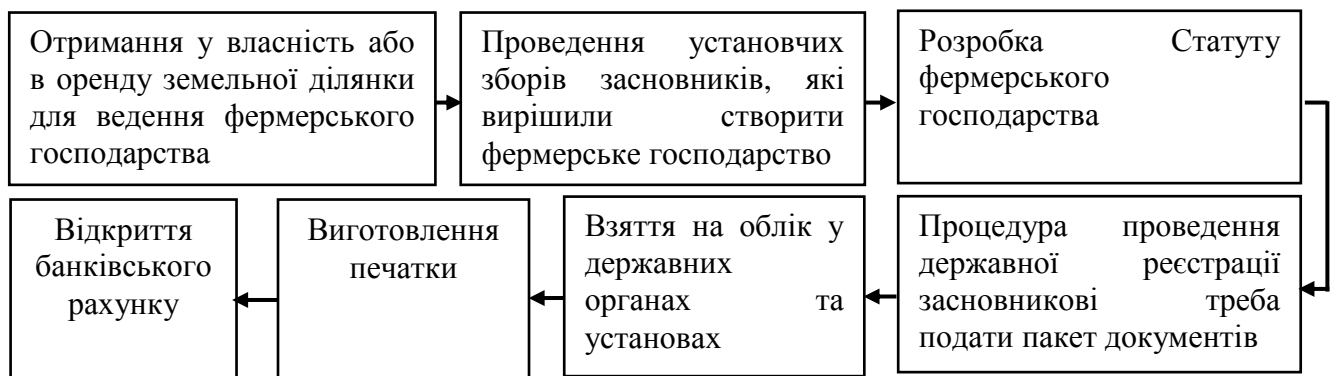 Отримання у власність або
в оренду земельної ділянки
для ведення фермерського
господарства
Проведення установчих
зборів засновників, які
вирішили створити
фермерське господарство
Розробка Статуту
фермерського
господарства
Процедура проведення
державної реєстрації
засновникові треба
подати пакет документів
Взяття на облік у
державних
органах та
установах
Виготовлення
печатки
Відкриття
банківського
рахунку